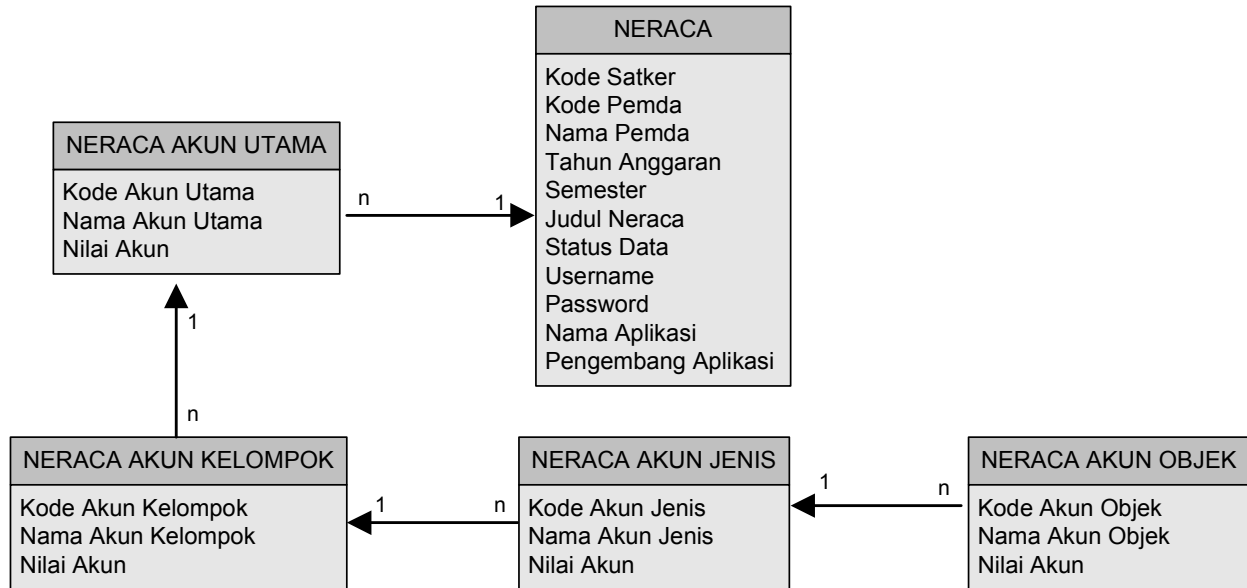 NERACA
Kode Satker
Kode Pemda
Nama Pemda
Tahun Anggaran
Semester
Judul Neraca
Status Data
Username
Password
Nama Aplikasi
Pengembang Aplikasi
NERACA AKUN UTAMA
Kode Akun Utama
Nama Akun Utama
Nilai Akun
n
1
1
n
NERACA AKUN KELOMPOK
Kode Akun Kelompok
Nama Akun Kelompok
Nilai Akun
1
n
NERACA AKUN JENIS
Kode Akun Jenis
Nama Akun Jenis
Nilai Akun
1
n
NERACA AKUN OBJEK
Kode Akun Objek
Nama Akun Objek
Nilai Akun